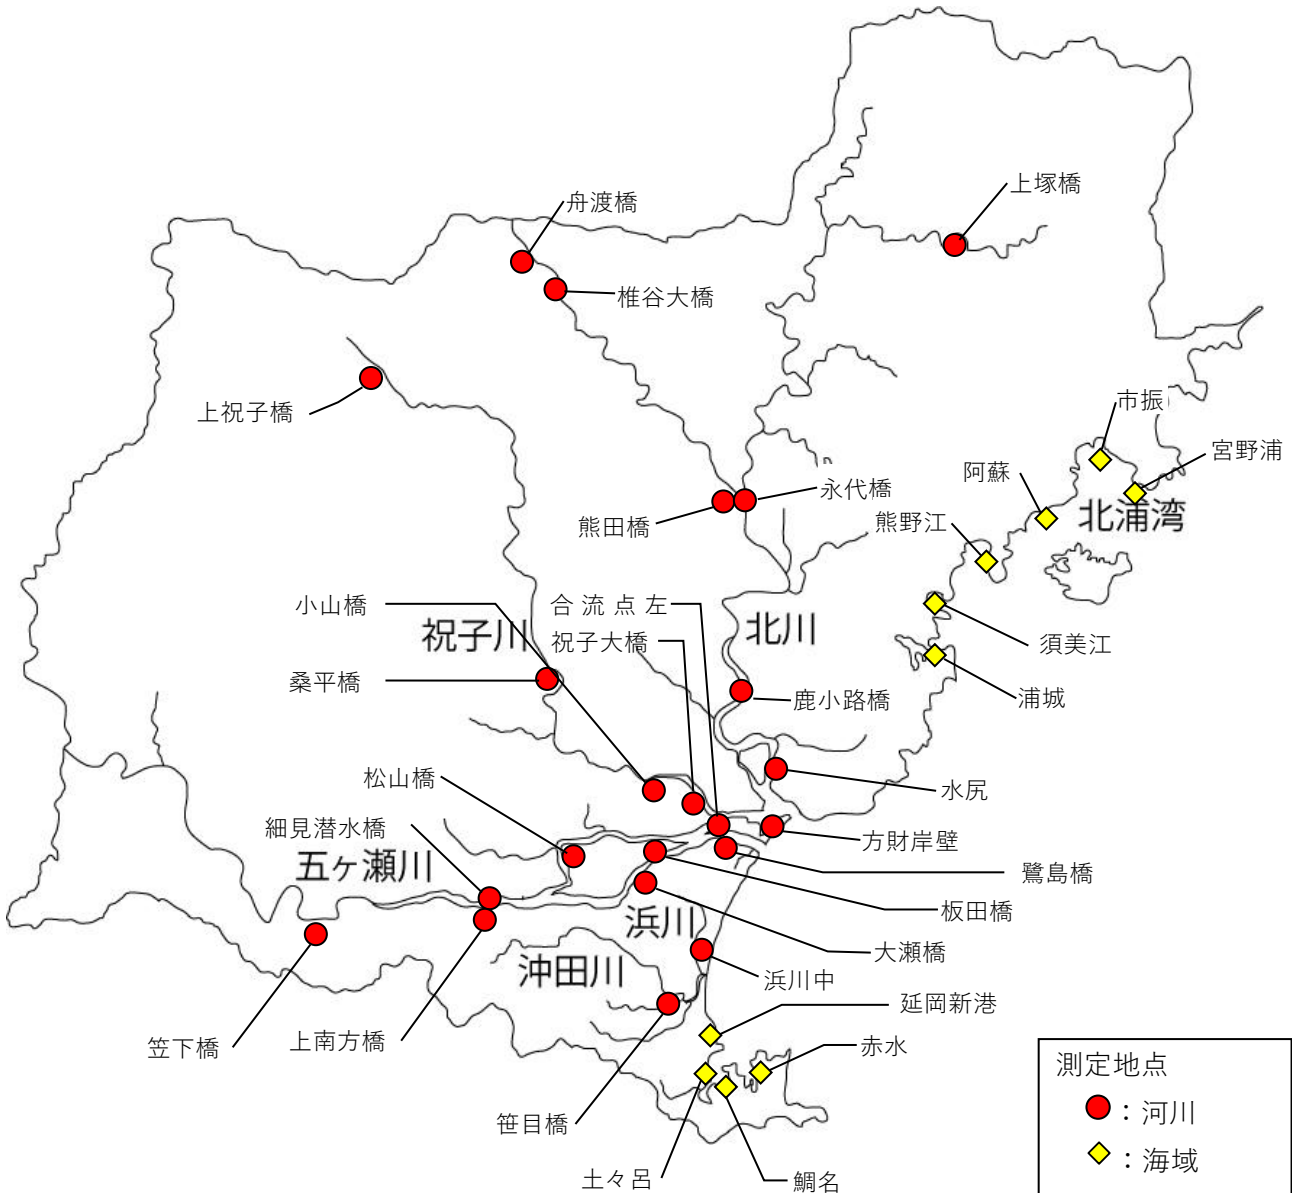 上塚橋
舟渡橋
椎谷大橋
上祝子橋
市振
宮野浦
阿蘇
永代橋
北浦湾
熊野江
熊田橋
小山橋
合流点左
祝子川
北川
祝子大橋
須美江
桑平橋
鹿小路橋
浦城
松山橋
水尻
細見潜水橋
方財岸壁
五ヶ瀬川
鷺島橋
板田橋
浜川
大瀬橋
沖田川
浜川中
延岡新港
笠下橋
上南方橋
赤水
測定地点
：河川
笹目橋
：海域
土々呂
鯛名